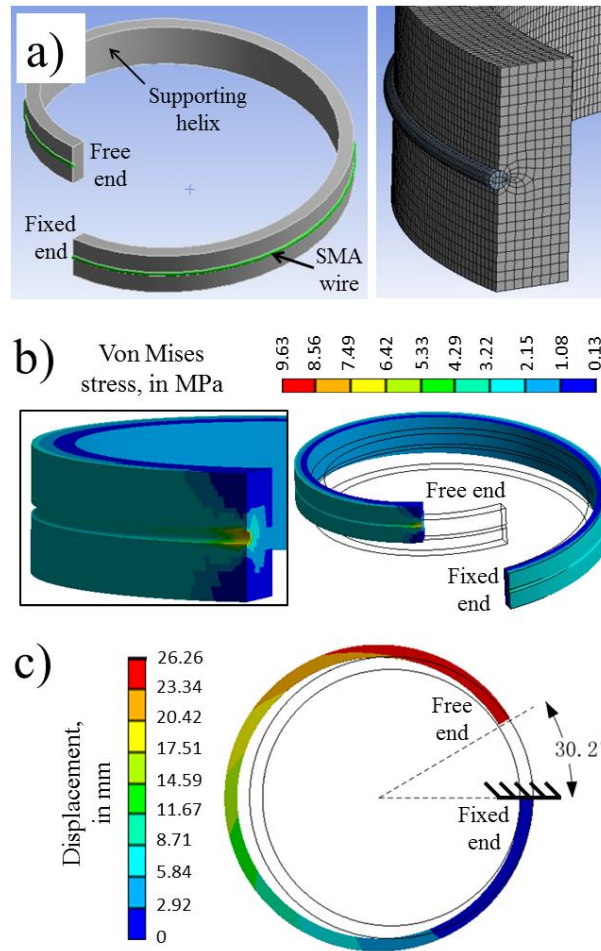 a)
Supporting
helix
Free
end
Fixed
end
SMA
wire
b)
Von Mises
stress, in MPa
9.63
8.56
7.49
6.42
5.33
4.29
3.22
2.15
1.08
0.13
Free end
Fixed
end
c)
Displacement,
in mm
26.26
23.34
20.42
17.51
14.59
11.67
8.71
5.84
2.92
0
Free
end
30.2°
Fixed
end